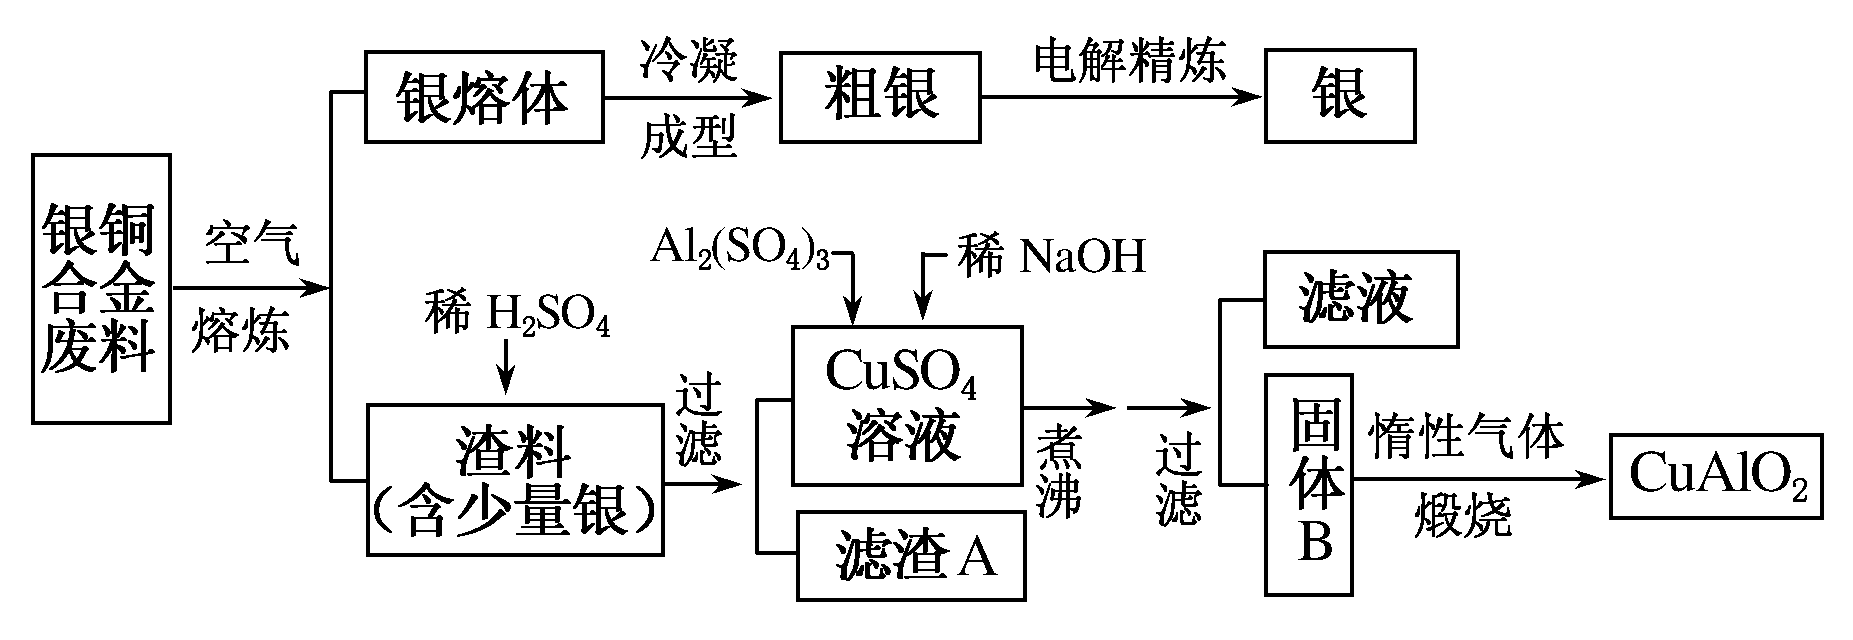 银铜
合金
废料
空气
熔炼
银熔体
冷凝
成型
粗银
电解精炼
银
稀 H₂SO₄
渣料
（含少量银）
过滤
Al₂(SO₄)₃
稀 NaOH
CuSO₄
溶液
滤渣 A
煮沸
过滤
滤液
固体B
惰性气体
煅烧
CuAlO₂